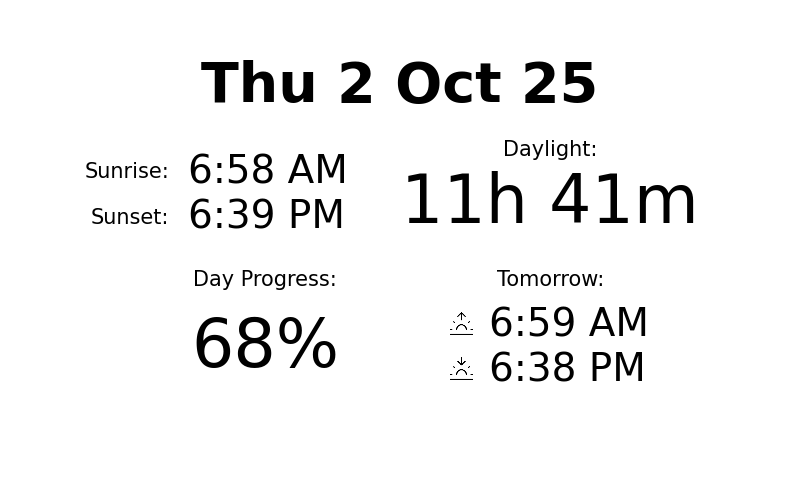 Thu 2 Oct 25
Sunrise: 6:58 AM
Sunset: 6:39 PM
Daylight:
11h 41m
Day Progress:
68%
Tomorrow:
6:59 AM
6:38 PM